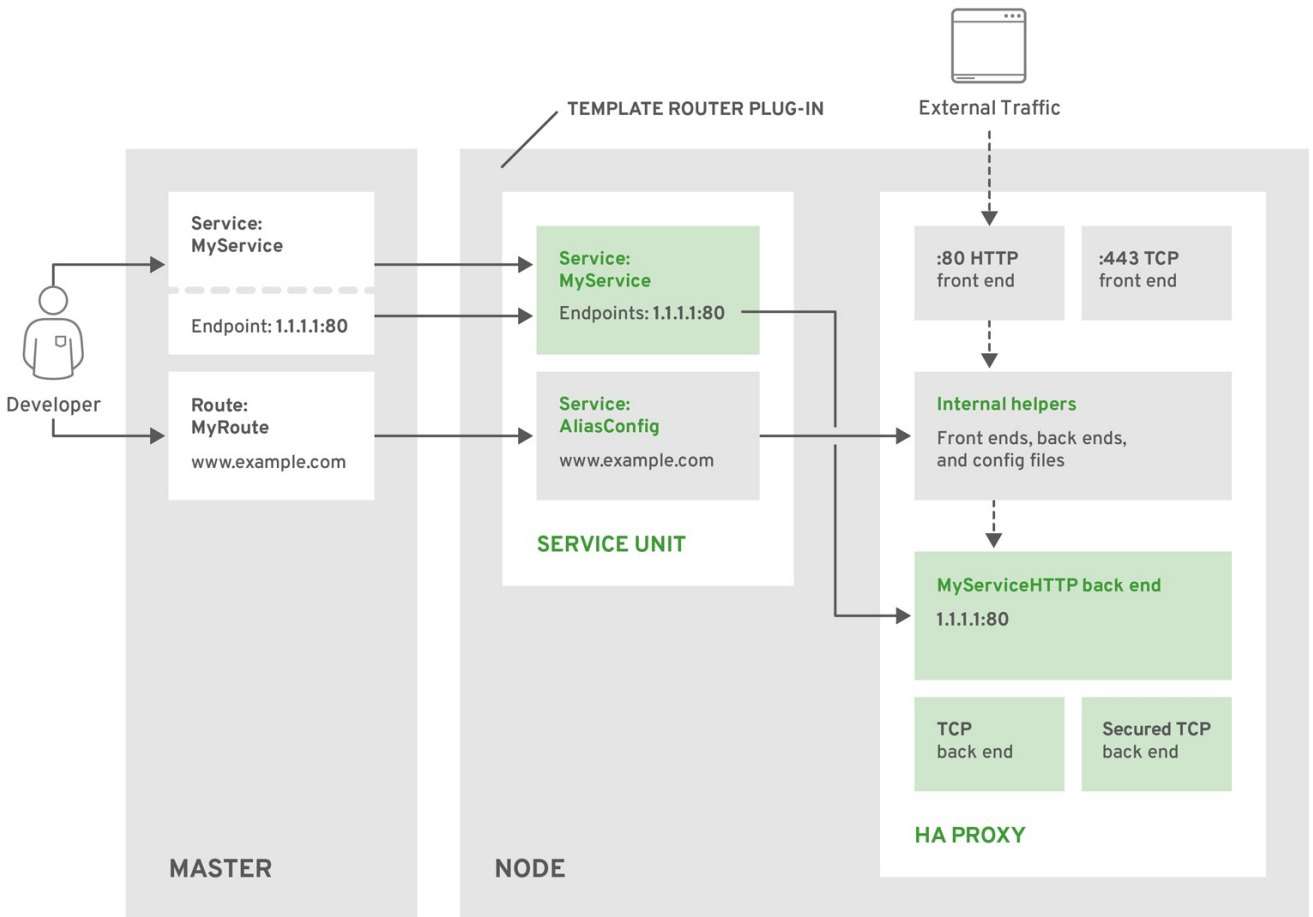 TEMPLATE ROUTER PLUG-IN
External Traffic
Developer
Service:
MyService
Endpoint: 1.1.1.1:80
Route:
MyRoute
www.example.com
MASTER
Service:
MyService
Endpoints: 1.1.1.1:80
Service:
AliasConfig
www.example.com
SERVICE UNIT
NODE
:80 HTTP
front end
:443 TCP
front end
Internal helpers
Front ends, back ends,
and config files
MyServiceHTTP back end
1.1.1.1:80
TCP
back end
Secured TCP
back end
HA PROXY